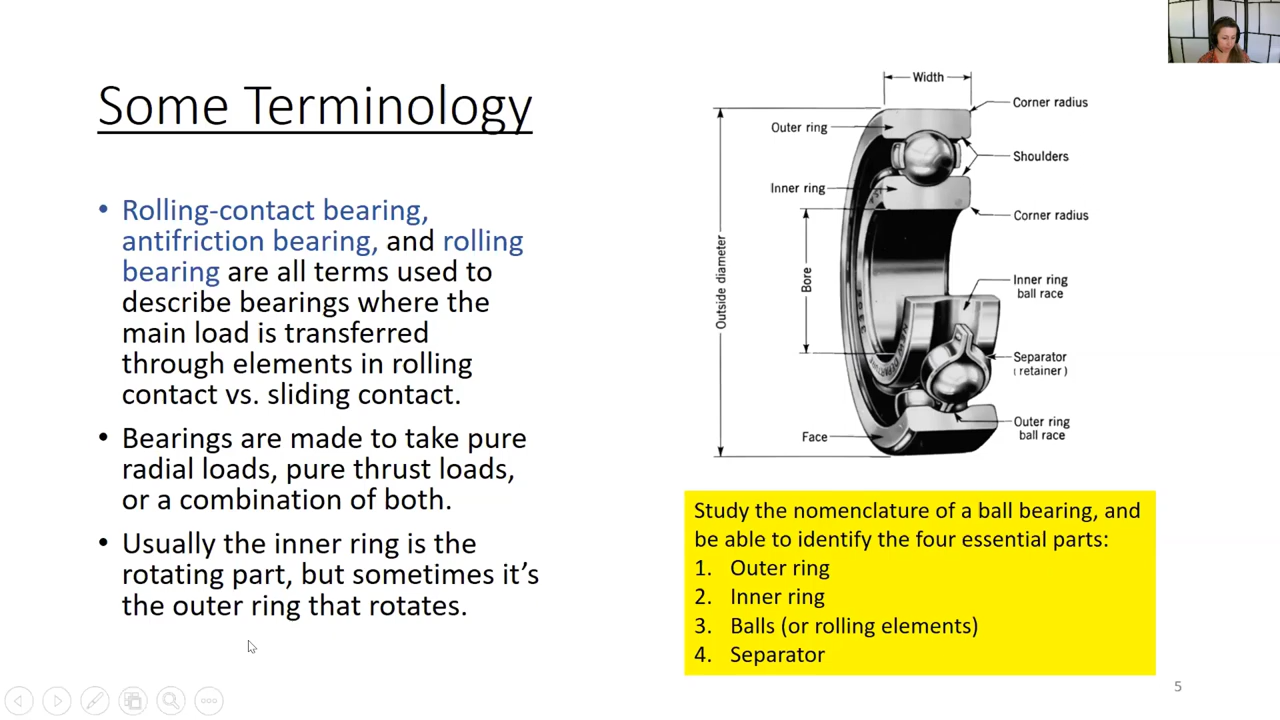 Some Terminology
• Rolling-contact bearing,
antifriction bearing, and rolling
bearing are all terms used to
describe bearings where the
main load is transferred
through elements in rolling
contact vs. sliding contact.
• Bearings are made to take pure
radial loads, pure thrust loads,
or a combination of both.
• Usually the inner ring is the
rotating part, but sometimes it's
the outer ring that rotates.
Width
Corner radius
Outer ring
Shoulders
Inner ring
Corner radius
Outside diameter
Bore
Inner ring
ball race
Separator
(retainer)
Outer ring
ball race
Face
Study the nomenclature of a ball bearing, and
be able to identify the four essential parts:
1. Outer ring
2. Inner ring
3. Balls (or rolling elements)
4. Separator
5